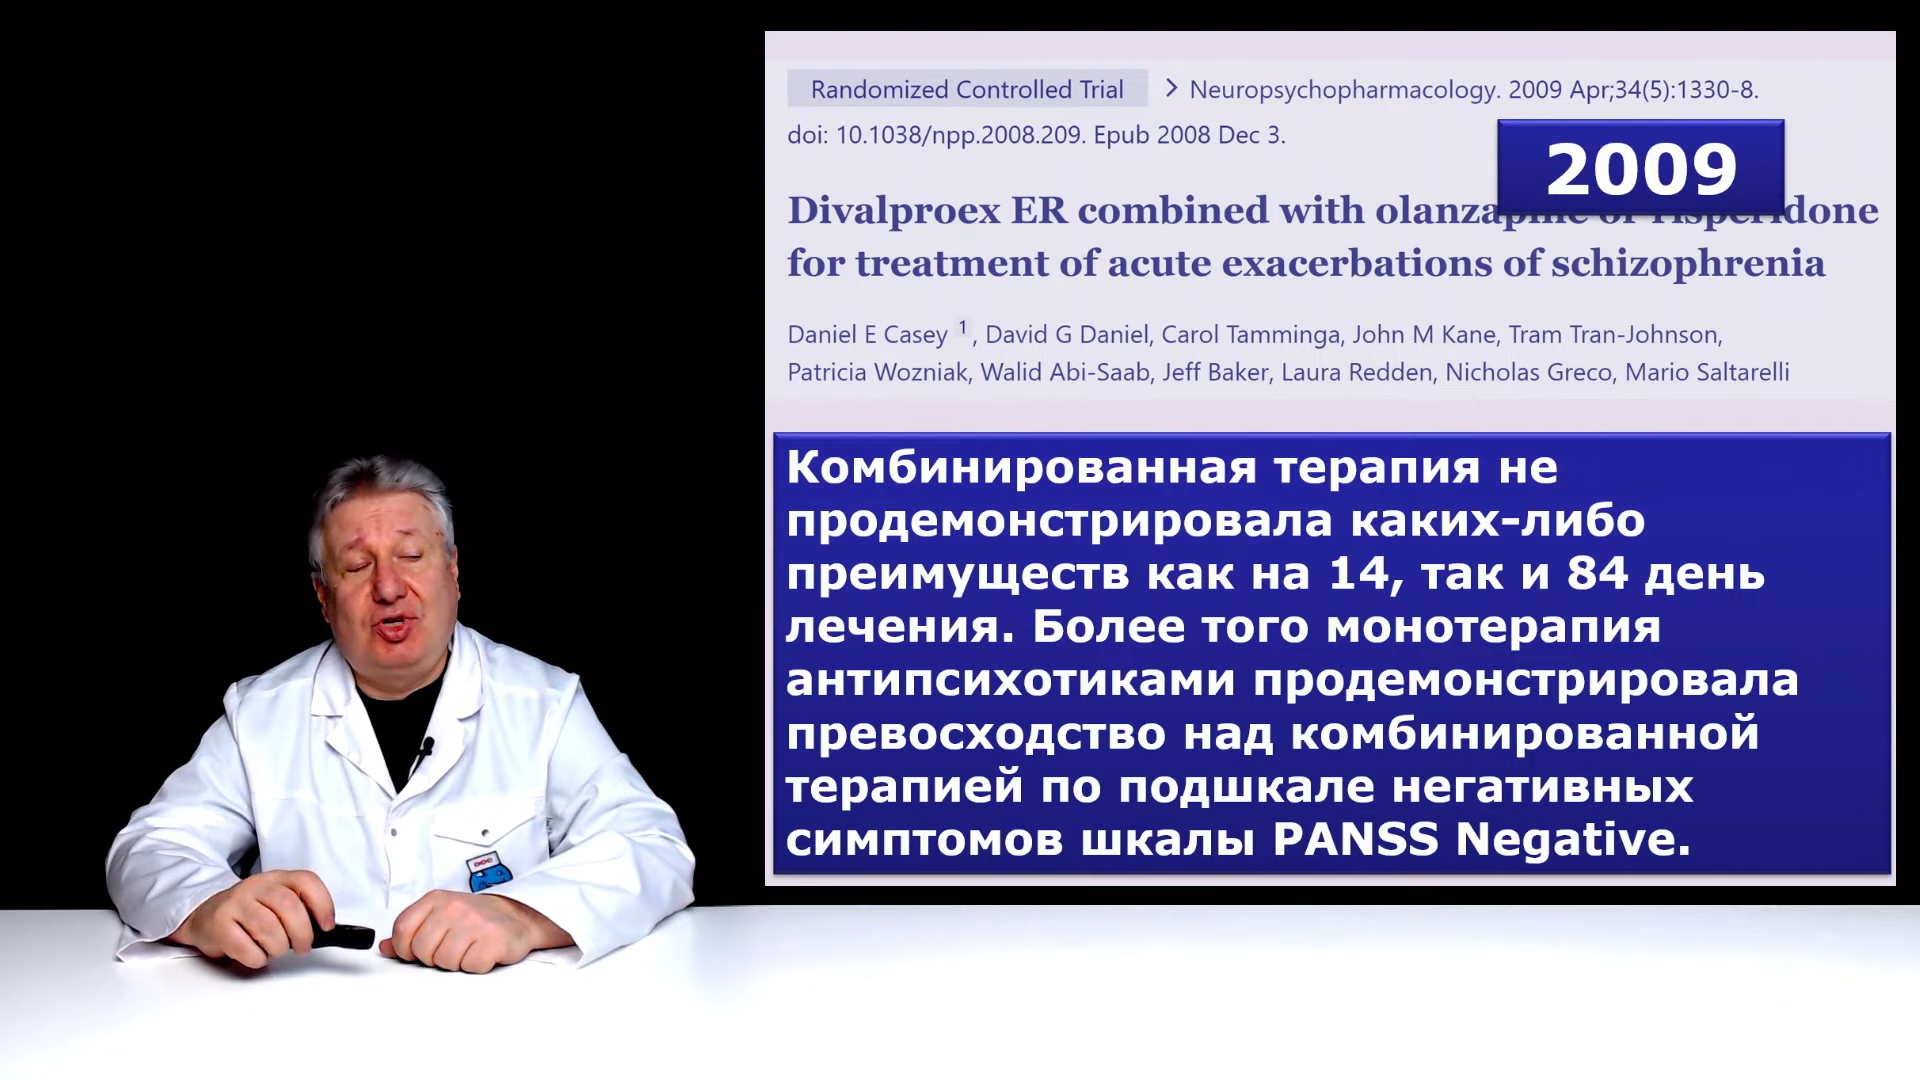 Randomized Controlled Trial > Neuropsychopharmacology. 2009 Apr;34(5):1330-8.
doi: 10.1038/npp.2008.209. Epub 2008 Dec 3.
2009
Divalproex ER combined with
for treatment of acute exacerbations of schizophrenia
Daniel E Casey 1, David G Daniel, Carol Tamminga, John M Kane, Tram Tran-Johnson,
Patricia Wozniak, Walid Abi-Saab, Jeff Baker, Laura Redden, Nicholas Greco, Mario Saltarelli
Комбинированная терапия не
продемонстрировала каких-либо
преимуществ как на 14, так и 84 день
лечения. Более того монотерапия
антипсихотиками продемонстрировала
превосходство над комбинированной
терапией по подшкале негативных
симптомов шкалы PANSS Negative.